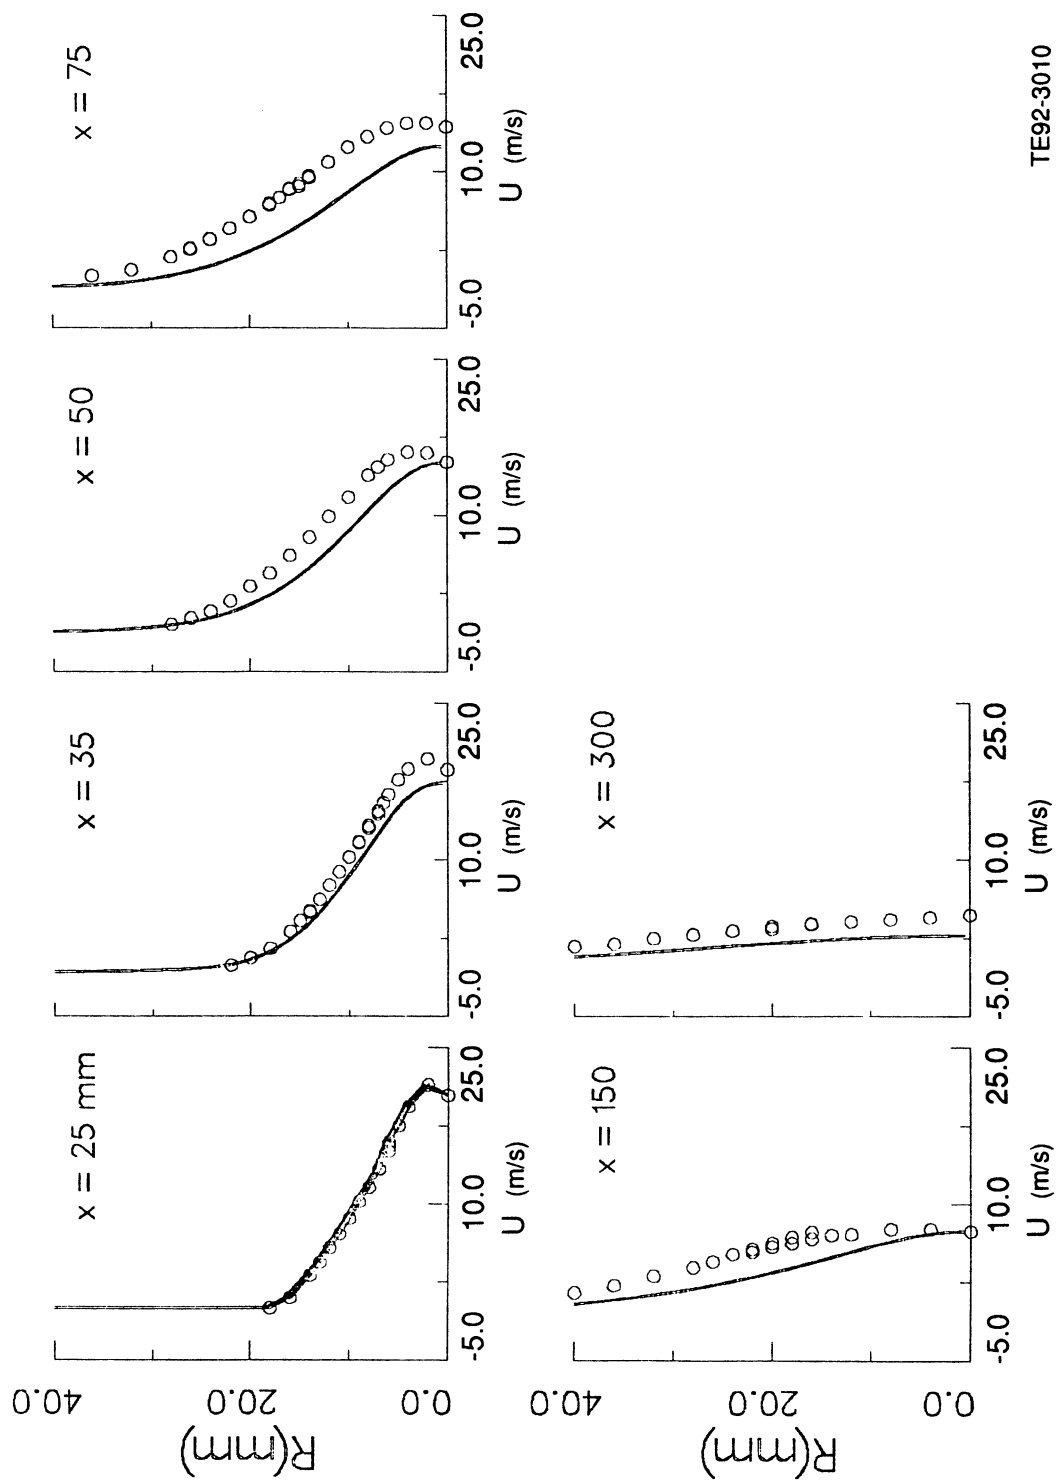 x = 25 mm
x = 35
x = 50
x = 75
R(mm)
40.0
20.0
0.0
-5.0 10.0 25.0
U (m/s)
-5.0 10.0 25.0
U (m/s)
-5.0 10.0 25.0
U (m/s)
-5.0 10.0 25.0
U (m/s)
x = 150
x = 300
R(mm)
40.0
20.0
0.0
-5.0 10.0 25.0
U (m/s)
-5.0 10.0 25.0
U (m/s)
TE92-3010